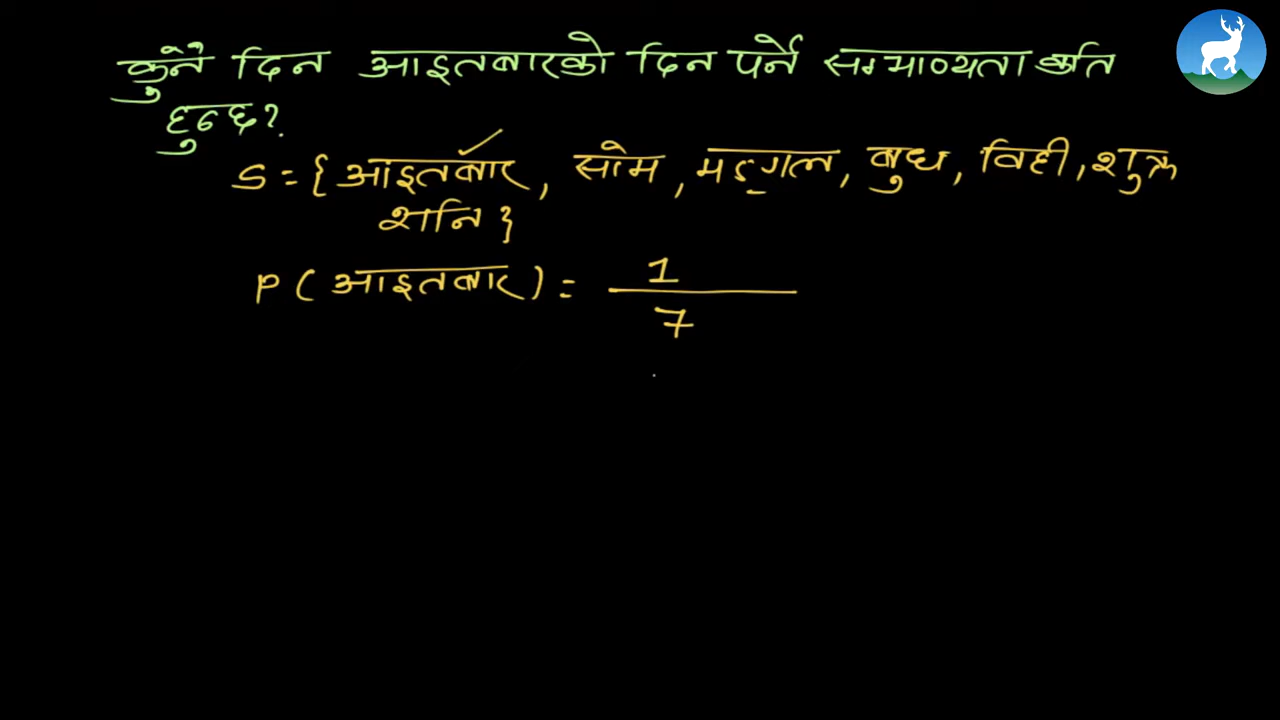 कुनै दिन आइतबारको दिन पर्ने सम्भाव्यता कति
हुन्छ?
S = { आइतबार, सोम, मङ्गल, बुध, विही, शुक्र
शनि }
P ( आइतबार ) = 1
7